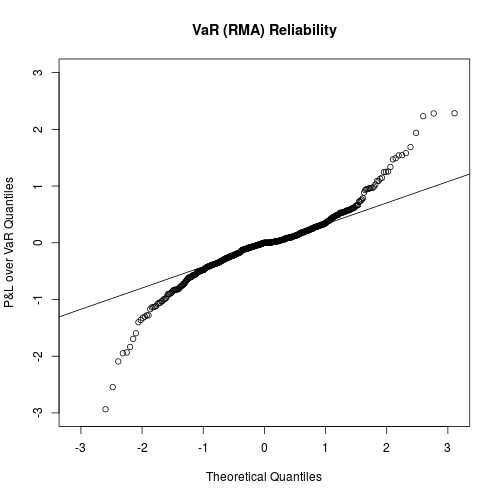 VaR (RMA) Reliability
P&L over VaR Quantiles
3
2
1
0
-1
-2
-3
-3 -2 -1 0 1 2 3
Theoretical Quantiles